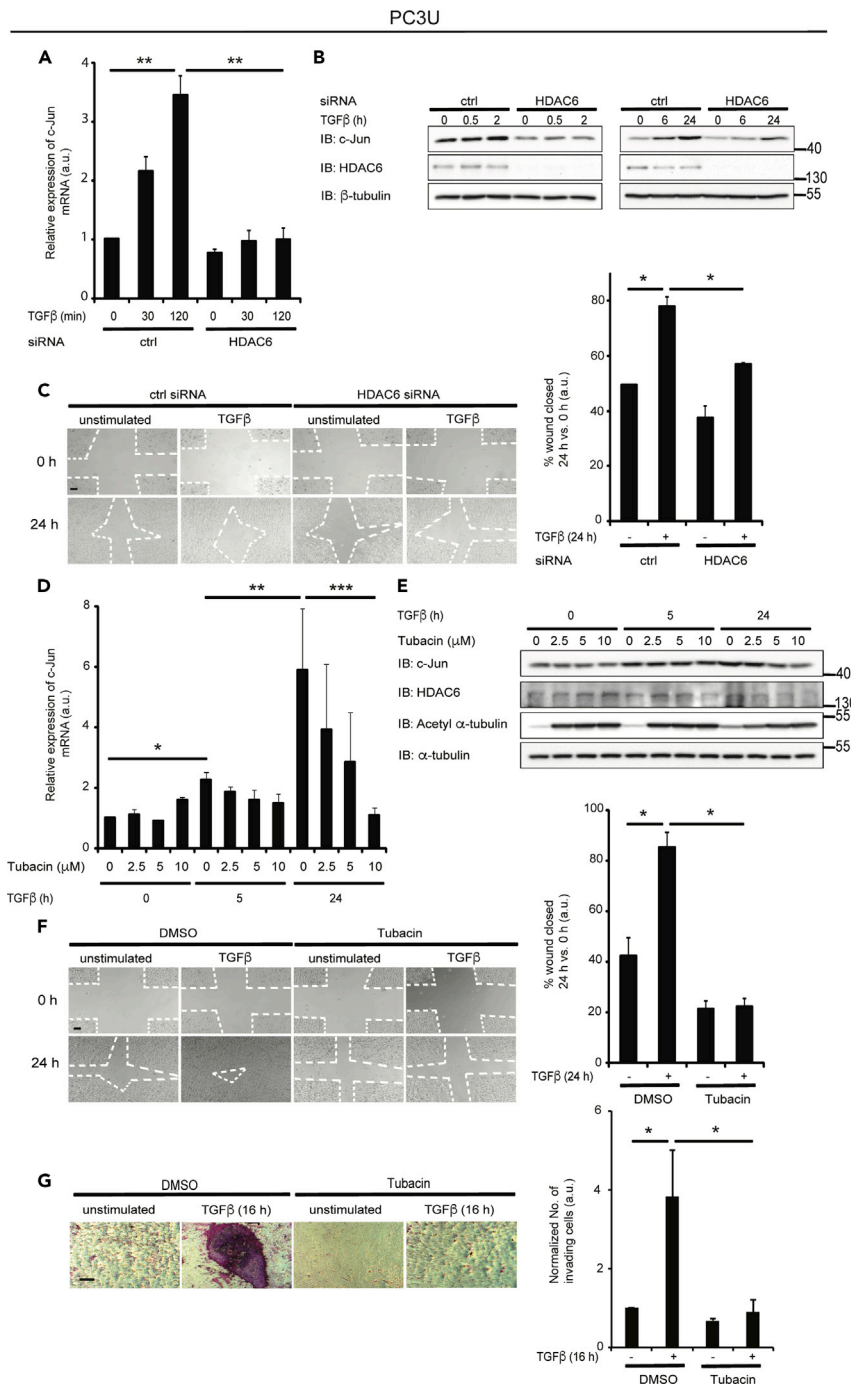 PC3U
A
**
**
4
3
2
1
0
Relative expression of c-Jun
mRNA (a.u.)
TGFβ (min)
0 30 120 0 30 120
siRNA
ctrl
HDAC6
B
siRNA
ctrl HDAC6 ctrl HDAC6
TGFβ (h)
0 0.5 2 0 0.5 2 0 6 24 0 6 24
IB: c-Jun
40
IB: HDAC6
130
IB: β-tubulin
55
C
ctrl siRNA HDAC6 siRNA
unstimulated TGFβ unstimulated TGFβ
0 h
24 h
80
60
40
20
0
* *
% wound closed
24 h vs. 0 h (a.u.)
TGFβ (24 h)
- + - +
siRNA
ctrl HDAC6
D
* ** ***
8
6
4
2
0
Relative expression of c-Jun
mRNA (a.u.)
Tubacin (μM)
0 2.5 5 10 0 2.5 5 10 0 2.5 5 10
TGFβ (h)
0 5 24
E
TGFβ (h)
0 5 24
Tubacin (μM)
0 2.5 5 10 0 2.5 5 10 0 2.5 5 10
IB: c-Jun
40
IB: HDAC6
130
IB: Acetyl α-tubulin
55
IB: α-tubulin
55
F
DMSO Tubacin
unstimulated TGFβ unstimulated TGFβ
0 h
24 h
100
80
60
40
20
0
* *
% wound closed
24 h vs. 0 h (a.u.)
TGFβ (24 h)
- + - +
DMSO Tubacin
G
DMSO Tubacin
unstimulated TGFβ (16 h) unstimulated TGFβ (16 h)
6
4
2
0
* *
Normalized No. of
invading cells (a.u.)
TGFβ (16 h)
- + - +
DMSO Tubacin